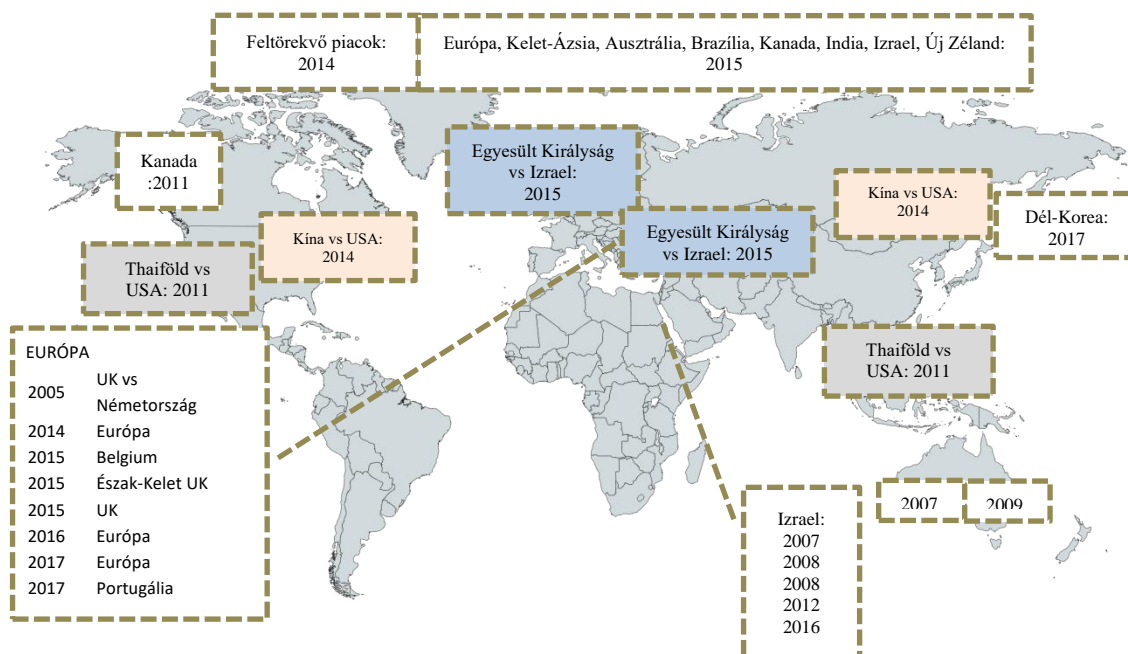 Feltörekvő piacok:
2014
Európa, Kelet-Ázsia, Ausztrália, Brazília, Kanada, India, Izrael, Új Zéland:
2015
Kanada
:2011
Egyesült Királyság
vs Izrael:
2015
Kína vs USA:
2014
Dél-Korea:
2017
Kína vs USA:
2014
Egyesült Királyság
vs Izrael: 2015
Thaiföld vs
USA: 2011
Thaiföld vs
USA: 2011
EURÓPA
2005 UK vs
Németország
2014 Európa
2015 Belgium
2015 Észak-Kelet UK
2015 UK
2016 Európa
2017 Európa
2017 Portugália
2007
2009
Izrael:
2007
2008
2008
2012
2016